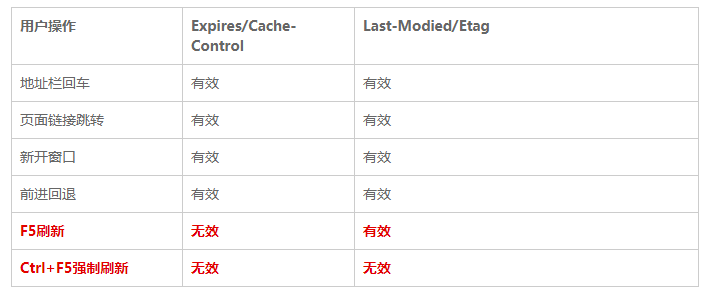 用户操作 Expires/Cache-Control Last-Modied/Etag
地址栏回车 有效 有效
页面链接跳转 有效 有效
新开窗口 有效 有效
前进回退 有效 有效
F5刷新 无效 有效
Ctrl+F5强制刷新 无效 无效